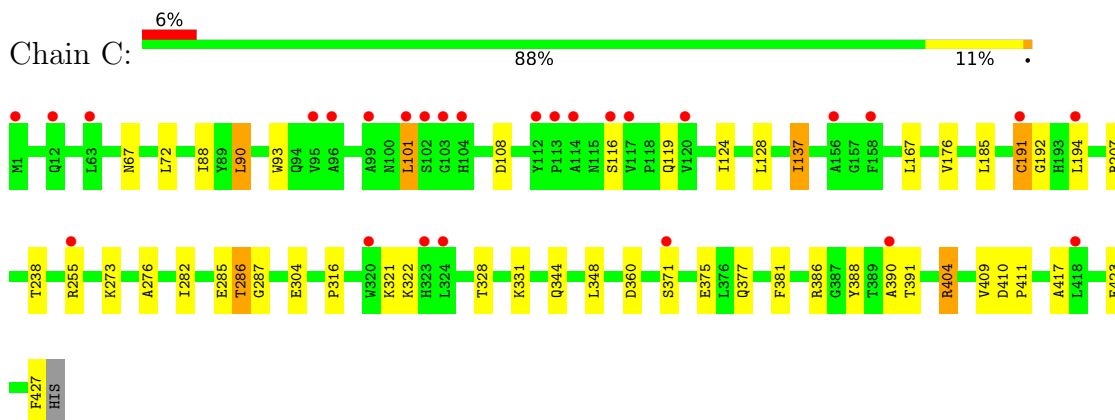 6%
Chain C:
88% 11% •
M1 Q12 L63 N67 L72 I88 Y89 L90 W93 Q94 V95 A96 A99 N100 L101 S102 G103 H104 D108 Y112 P113 A114 N115 S116 V117 P118 Q119 V120 I124 L128 I137 A156 G157 F158 L167 V176 L185 C191 G192 H193 L194
T238 R255 K273 A276 I282 E285 T286 G287 E304 P316 W320 K321 K322 H323 L324 T328 K331 Q344 L348 D360 S371 E375 L376 Q377 F381 R386 G387 Y388 T389 A390 T391 R404 V409 D410 P411 A417 L418
F427 HIS